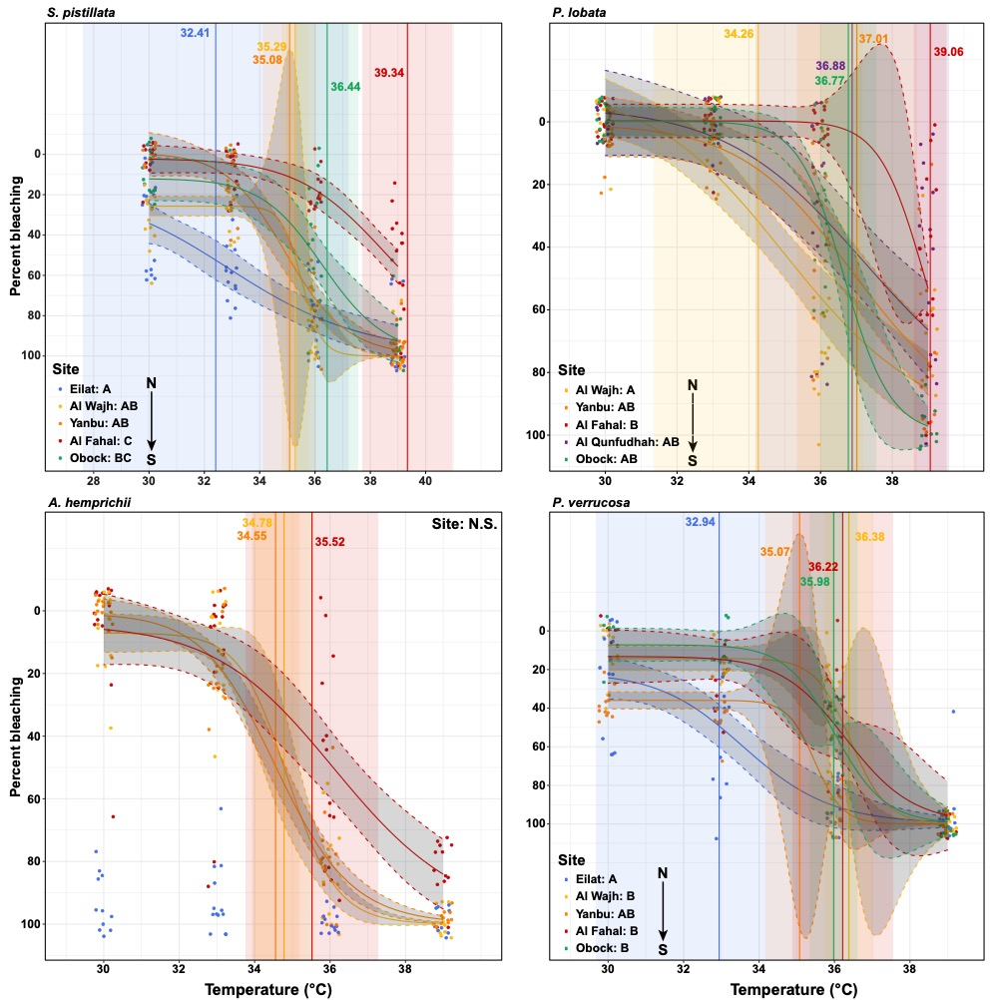 S. pistillata
32.41
35.29
35.08
36.44
39.34
0
20
40
60
80
100
Percent bleaching
Site
Eilat: A
Al Wajh: AB
Yanbu: AB
Al Fahal: C
Obock: BC
N
S
28
30
32
34
36
38
40
P. lobata
34.26
37.01
36.88
36.77
39.06
0
20
40
60
80
100
Site
Al Wajh: A
Yanbu: AB
Al Fahal: B
Al Qunfudhah: AB
Obock: AB
N
S
30
32
34
36
38
A. hemprichii
Site: N.S.
34.78
34.55
35.52
0
20
40
60
80
100
Percent bleaching
30
32
34
36
38
Temperature (°C)
P. verrucosa
32.94
35.07
36.38
36.22
35.98
0
20
40
60
80
100
Site
Eilat: A
Al Wajh: B
Yanbu: AB
Al Fahal: B
Obock: B
N
S
30
32
34
36
38
Temperature (°C)